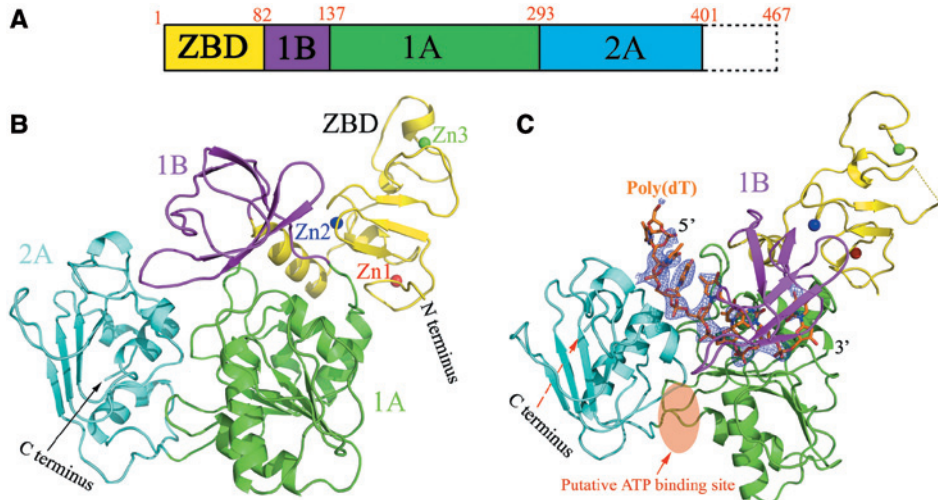 A
1 82 137 293 401 467
ZBD 1B 1A 2A
B
ZBD
Zn3
1B
Zn2
2A
Zn1
N terminus
1A
C terminus
C
Poly(dT)
1B
5’
3’
C terminus
Putative ATP binding site